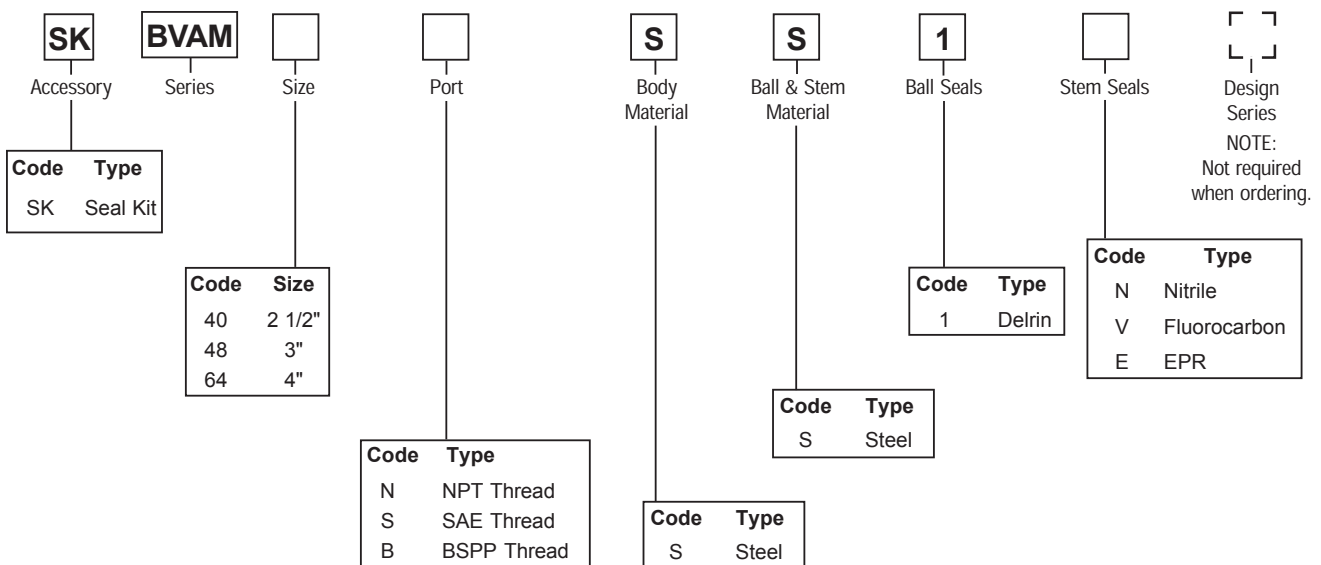 SK BVAM S S 1
Accessory Series Size Port Body Material Ball & Stem Material Ball Seals Stem Seals Design Series
NOTE:
Not required
when ordering.
Code Type
SK Seal Kit
Code Size
40 2 1/2"
48 3"
64 4"
Code Type
N NPT Thread
S SAE Thread
B BSPP Thread
Code Type
S Steel
Code Type
S Steel
Code Type
1 Delrin
Code Type
N Nitrile
V Fluorocarbon
E EPR